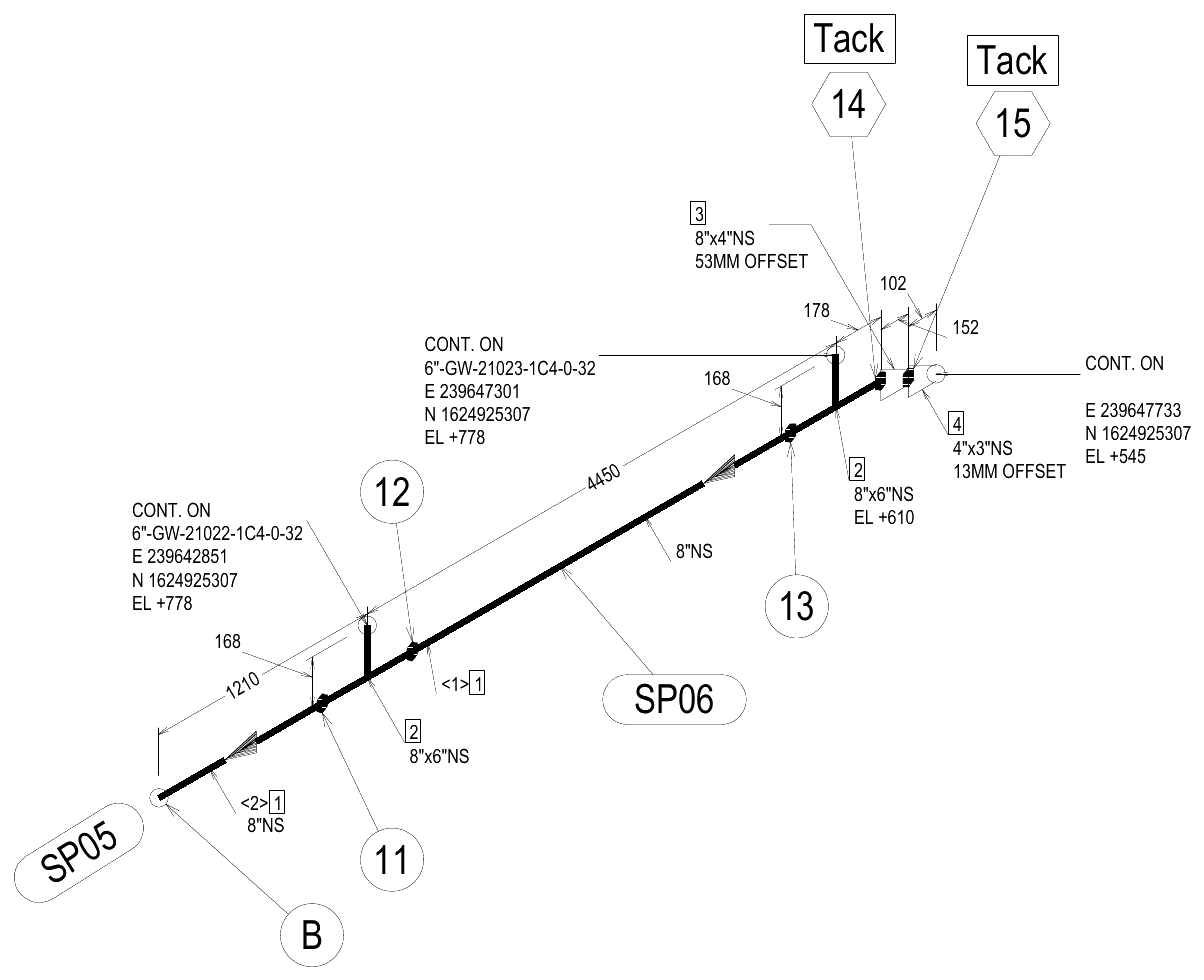 Tack
14
Tack
15
3
8"x4"NS
53MM OFFSET
102
178
152
CONT. ON
6"-GW-21023-1C4-0-32
E 239647301
N 1624925307
EL +778
168
CONT. ON
E 239647733
N 1624925307
EL +545
4
4"x3"NS
13MM OFFSET
2
8"x6"NS
EL +610
4450
12
CONT. ON
6"-GW-21022-1C4-0-32
E 239642851
N 1624925307
EL +778
8"NS
13
168
1210
<1>1
SP06
2
8"x6"NS
<2>1
8"NS
SP05
11
B